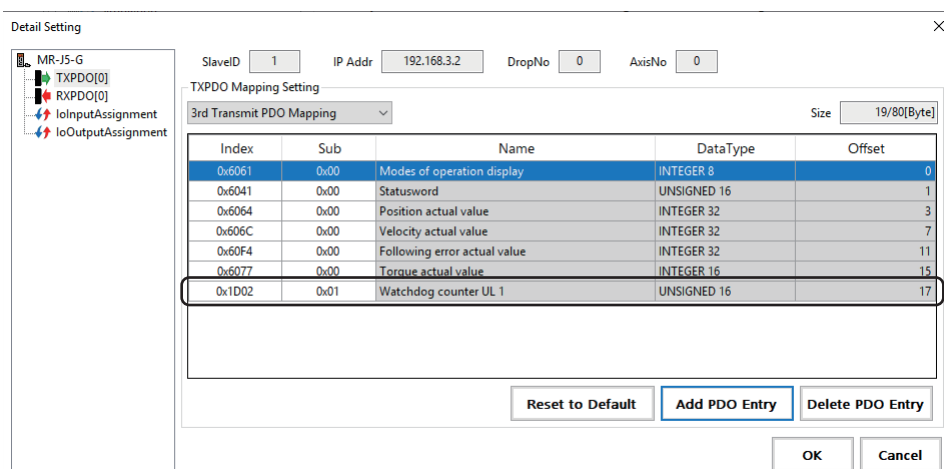 Detail Setting
MR-J5-G
TXPDO[0]
RXPDO[0]
IoInputAssignment
IoOutputAssignment
SlaveID 1 IP Addr 192.168.3.2 DropNo 0 AxisNo 0
TXPDO Mapping Setting
3rd Transmit PDO Mapping Size 19/80[Byte]
Index Sub Name DataType Offset
0x6061 0x00 Modes of operation display INTEGER 8 0
0x6041 0x00 Statusword UNSIGNED 16 1
0x6064 0x00 Position actual value INTEGER 32 3
0x606C 0x00 Velocity actual value INTEGER 32 7
0x60F4 0x00 Following error actual value INTEGER 32 11
0x6077 0x00 Torque actual value INTEGER 16 15
0x1D02 0x01 Watchdog counter UL 1 UNSIGNED 16 17
Reset to Default Add PDO Entry Delete PDO Entry
OK Cancel